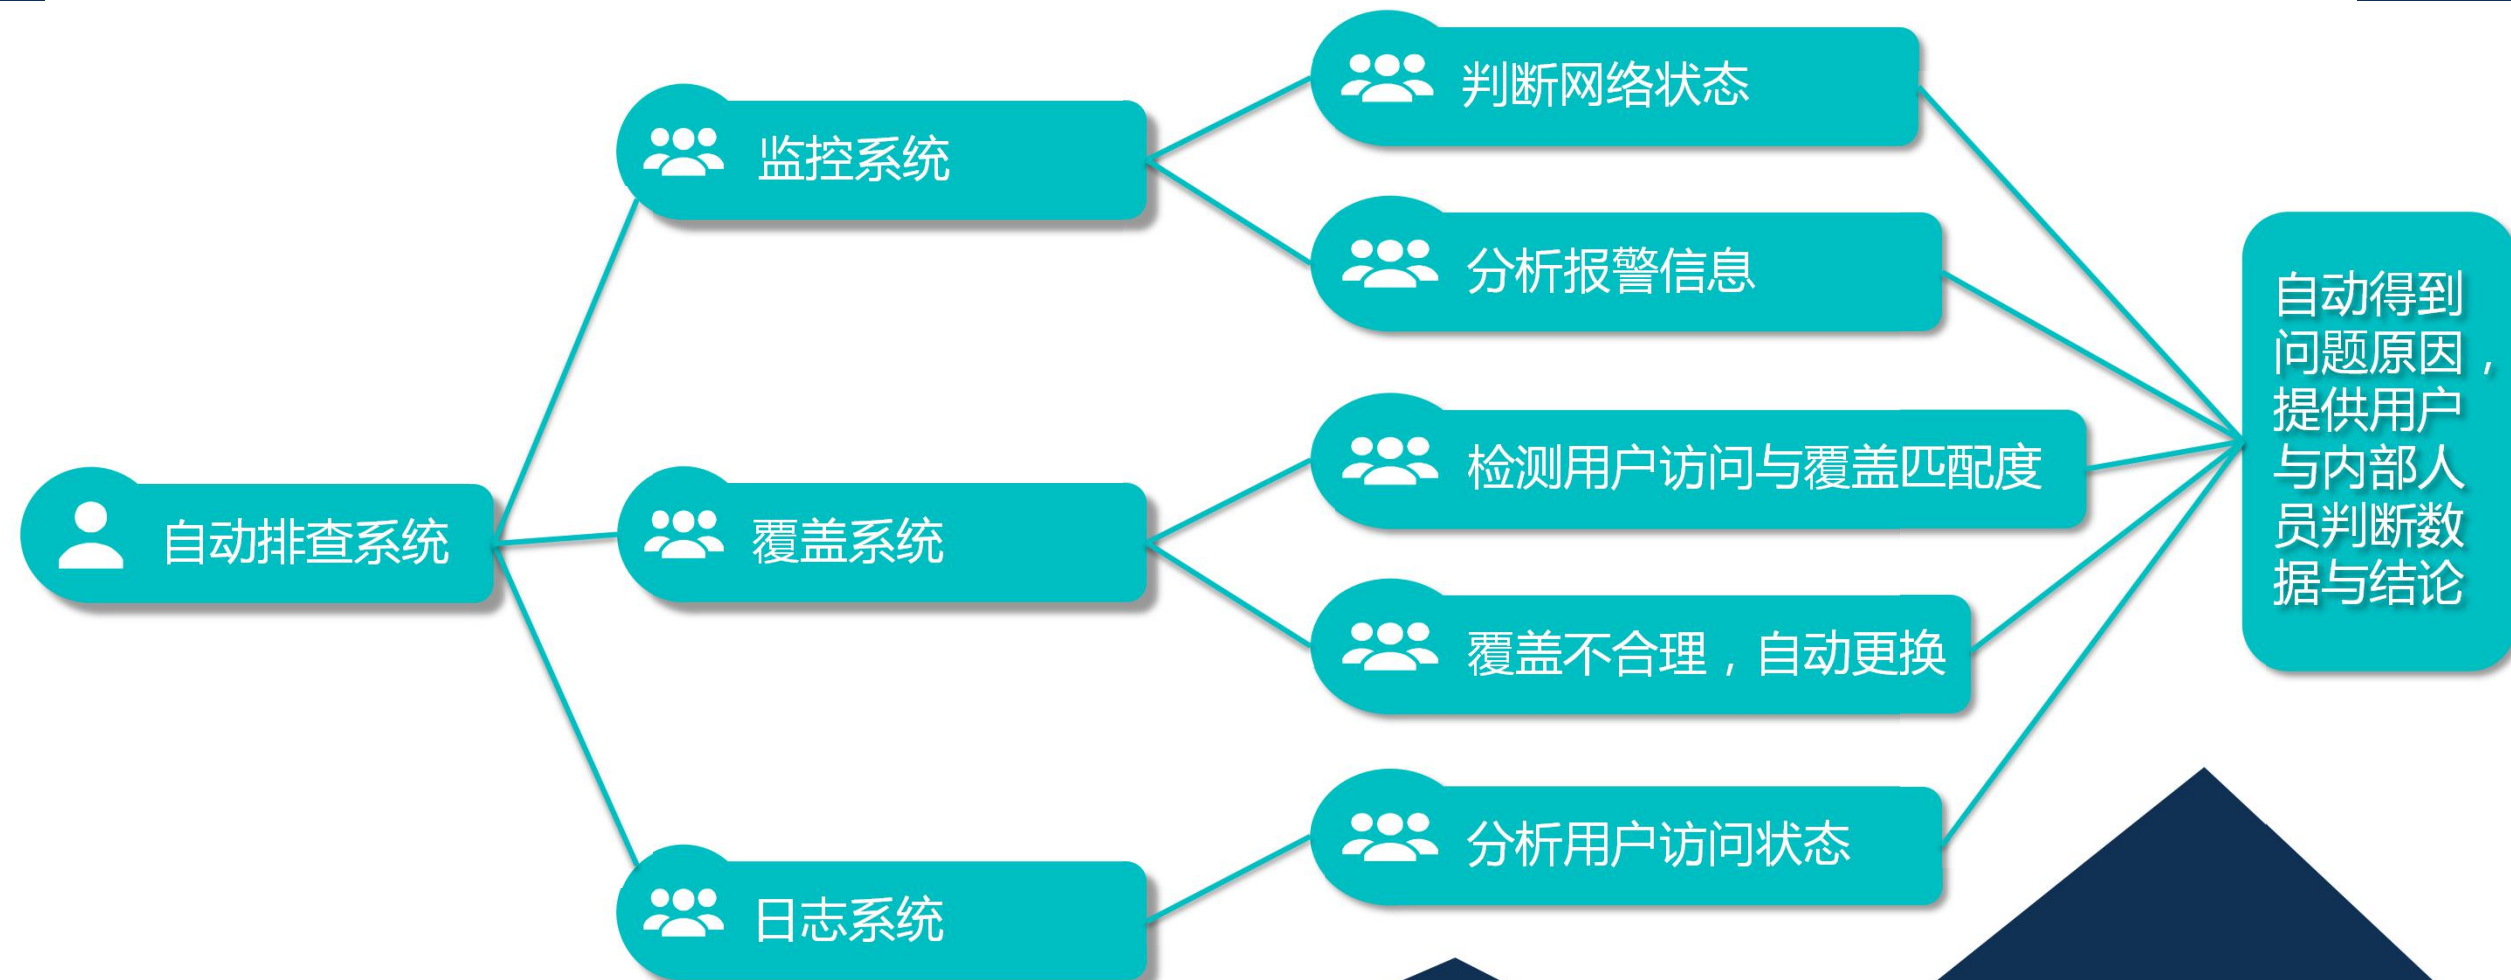 自动排查系统
监控系统
覆盖系统
日志系统
判断网络状态
分析报警信息
检测用户访问与覆盖匹配度
覆盖不合理，自动更换
分析用户访问状态
自动得到
问题原因，
提供用户
与内部人
员判断数
据与结论